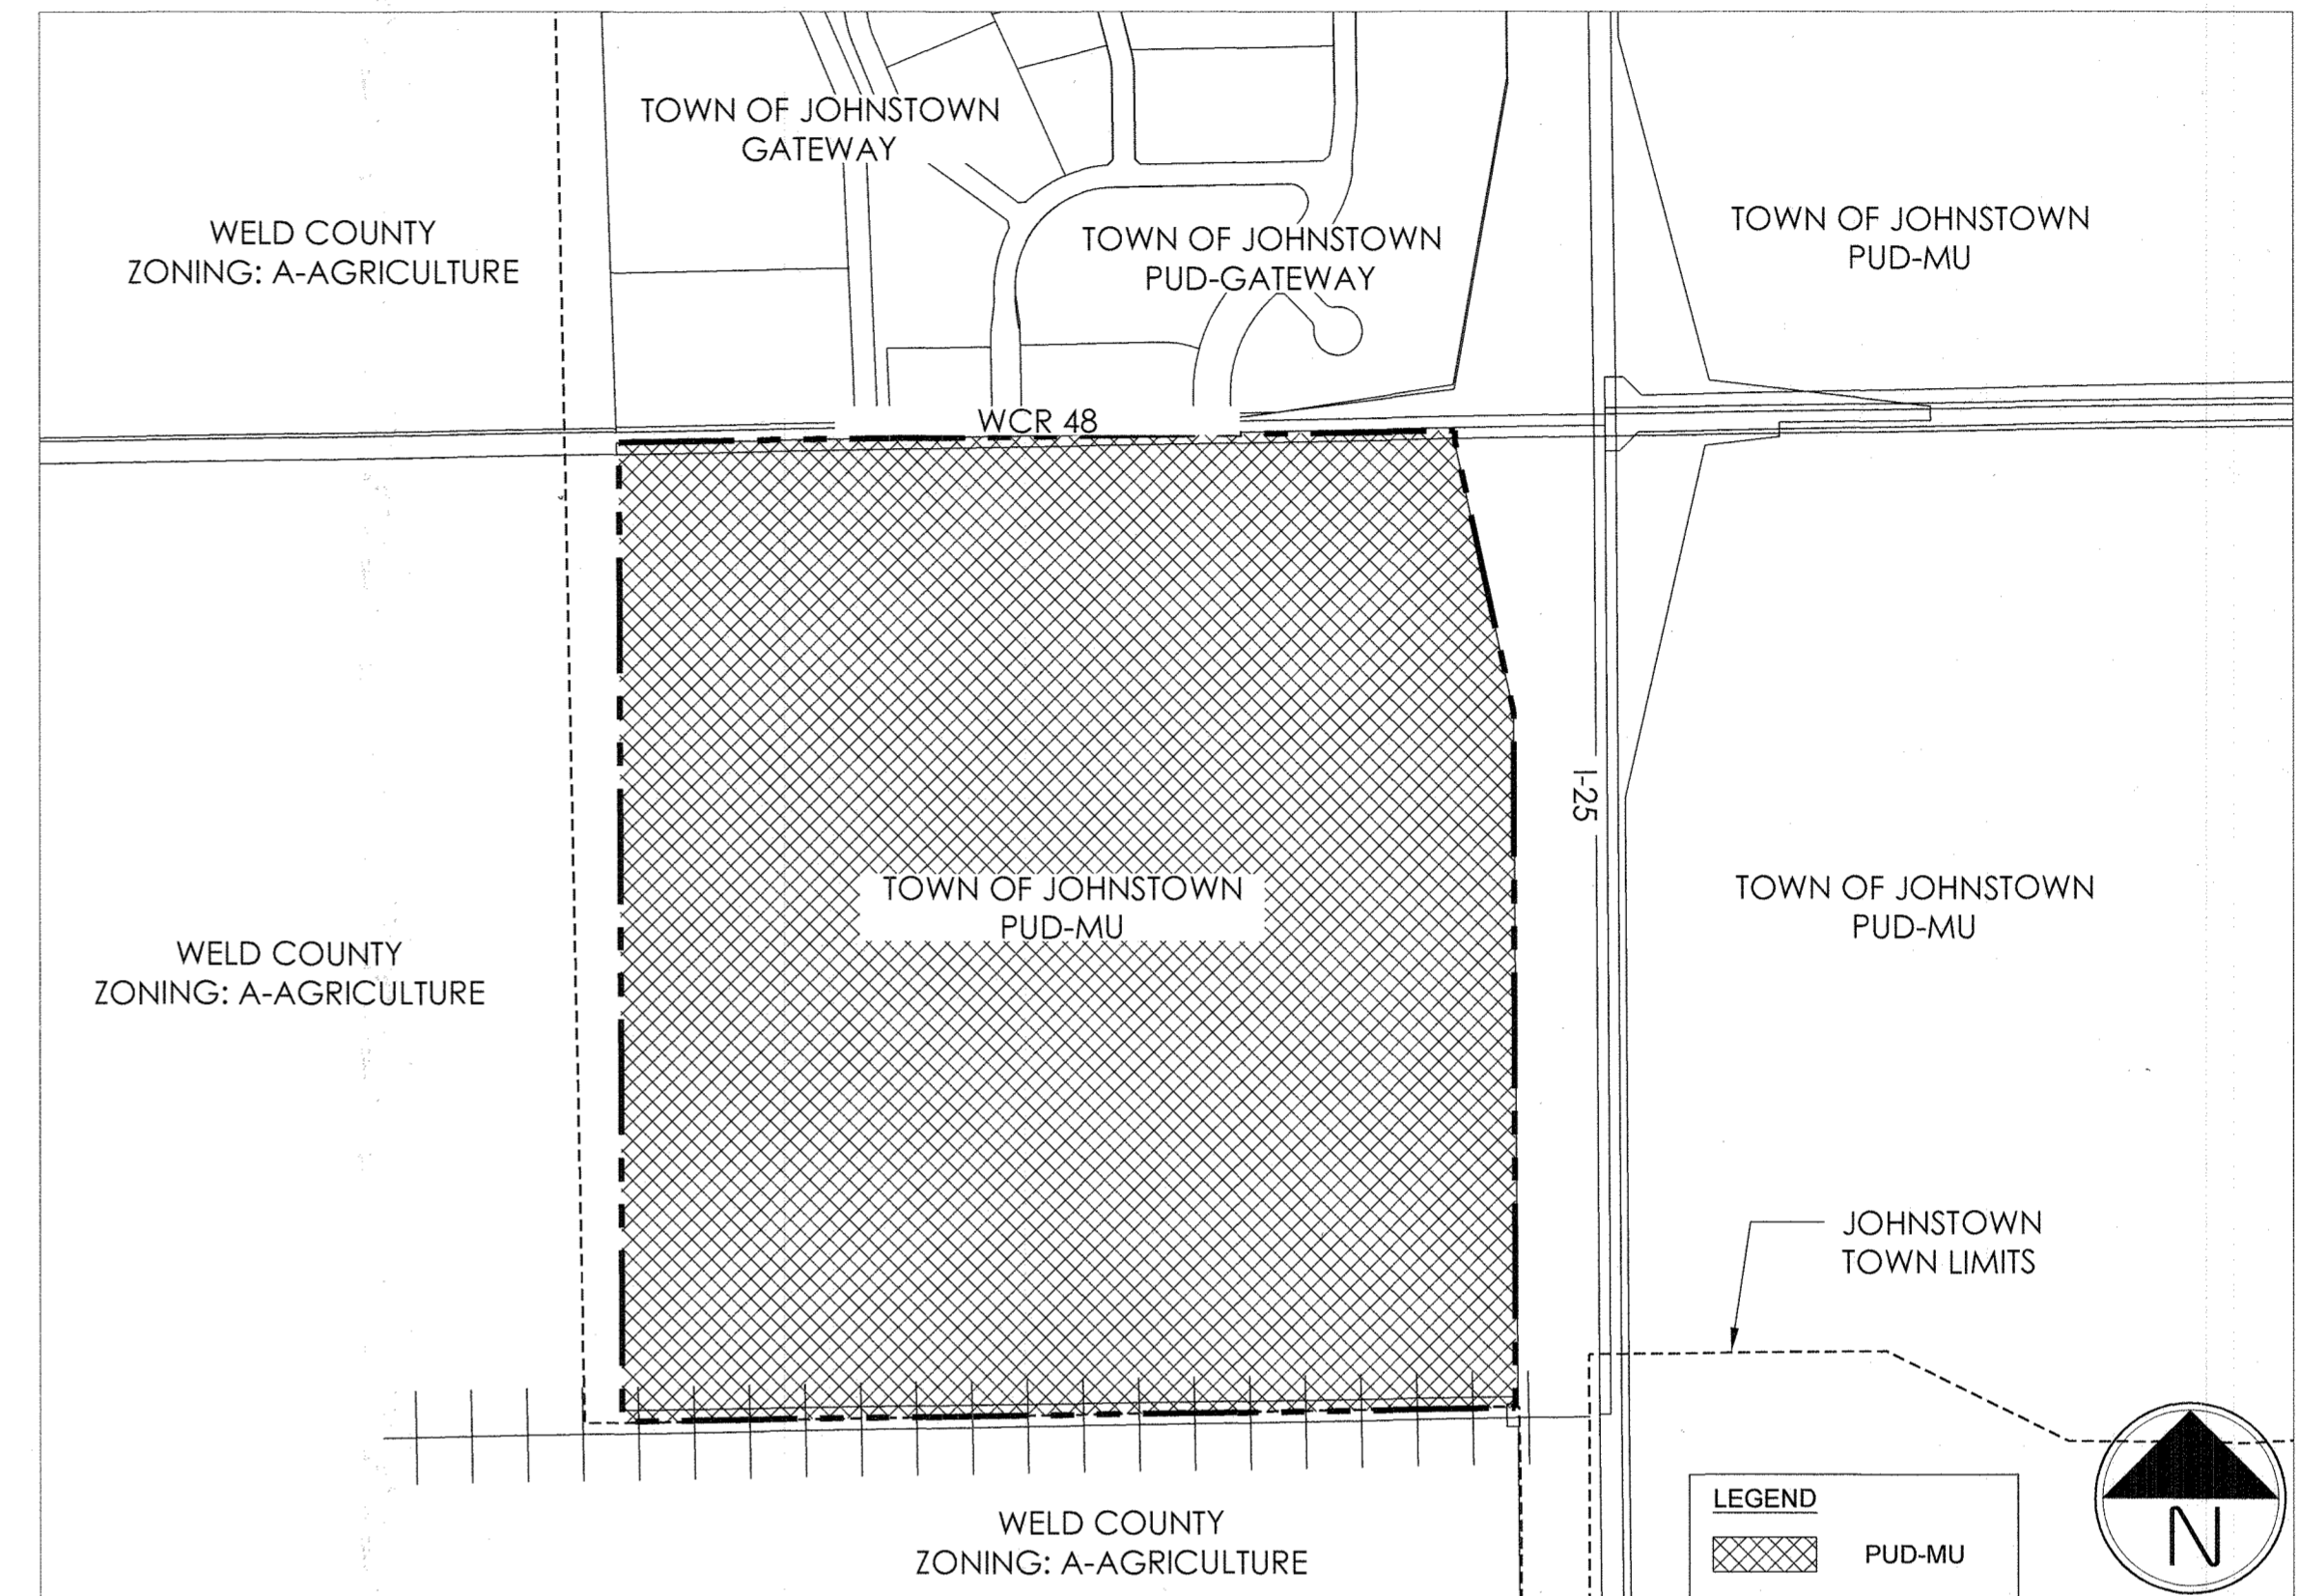 TOWN OF JOHNSTOWN
GATEWAY
WELD COUNTY
ZONING: A-AGRICULTURE
TOWN OF JOHNSTOWN
PUD-GATEWAY
TOWN OF JOHNSTOWN
PUD-MU
WCR 48
I-25
TOWN OF JOHNSTOWN
PUD-MU
TOWN OF JOHNSTOWN
PUD-MU
WELD COUNTY
ZONING: A-AGRICULTURE
JOHNSTOWN
TOWN LIMITS
WELD COUNTY
ZONING: A-AGRICULTURE
LEGEND
PUD-MU
N